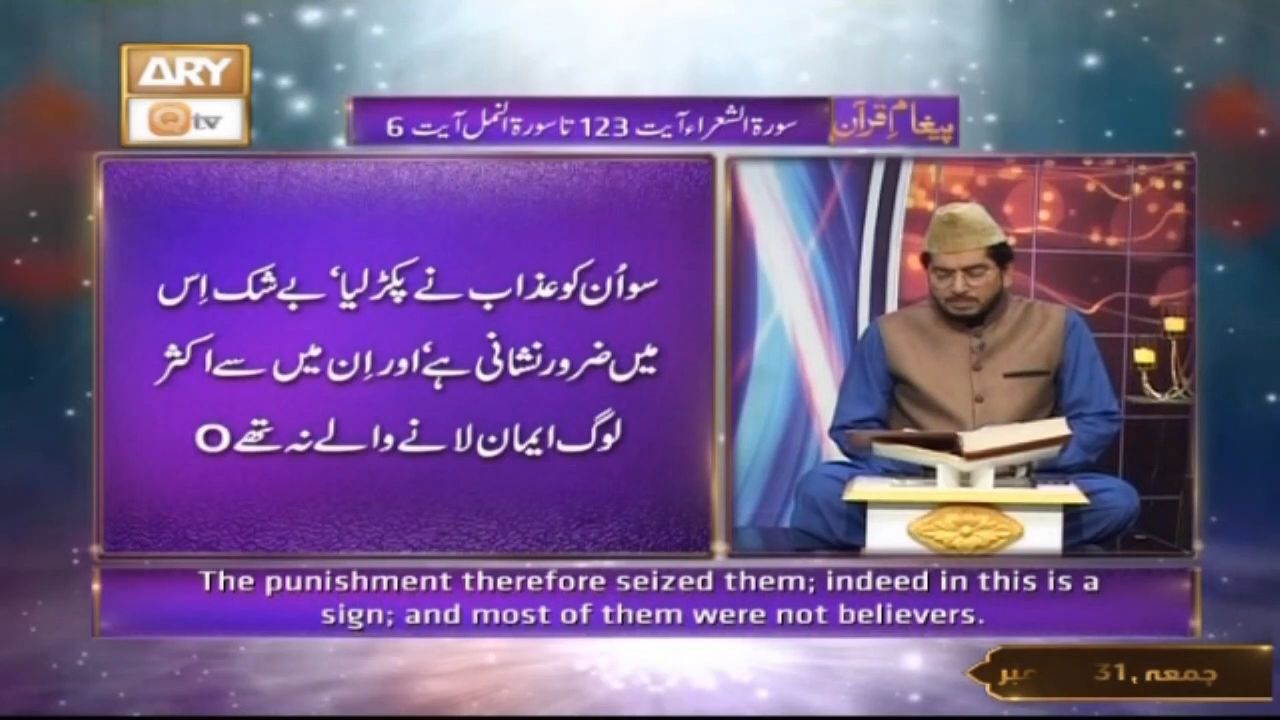 ARY
Qtv
پیغامِ قرآن
سورۃ الشعراء آیت 123 تا سورۃ النمل آیت 6
سو اُن کو عذاب نے پکڑ لیا‘ بے شک اِس
میں ضرور نشانی ہے‘ اور اِن میں سے اکثر
لوگ ایمان لانے والے نہ تھے O
The punishment therefore seized them; indeed in this is a
sign; and most of them were not believers.
جمعہ, 31